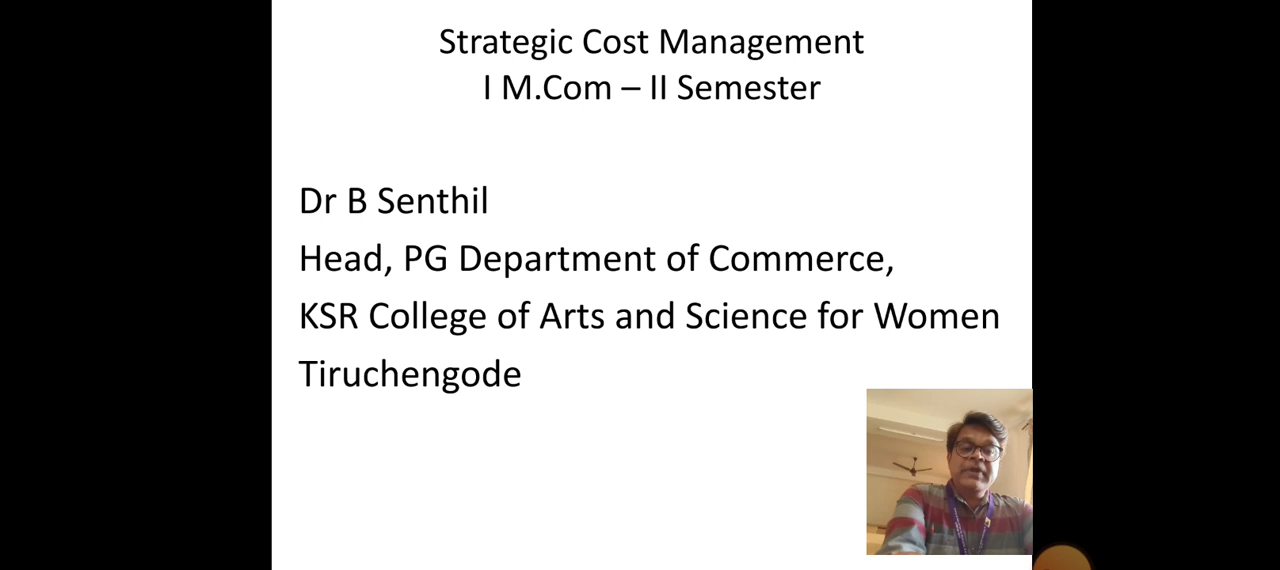 Strategic Cost Management
I M.Com – II Semester
Dr B Senthil
Head, PG Department of Commerce,
KSR College of Arts and Science for Women
Tiruchengode